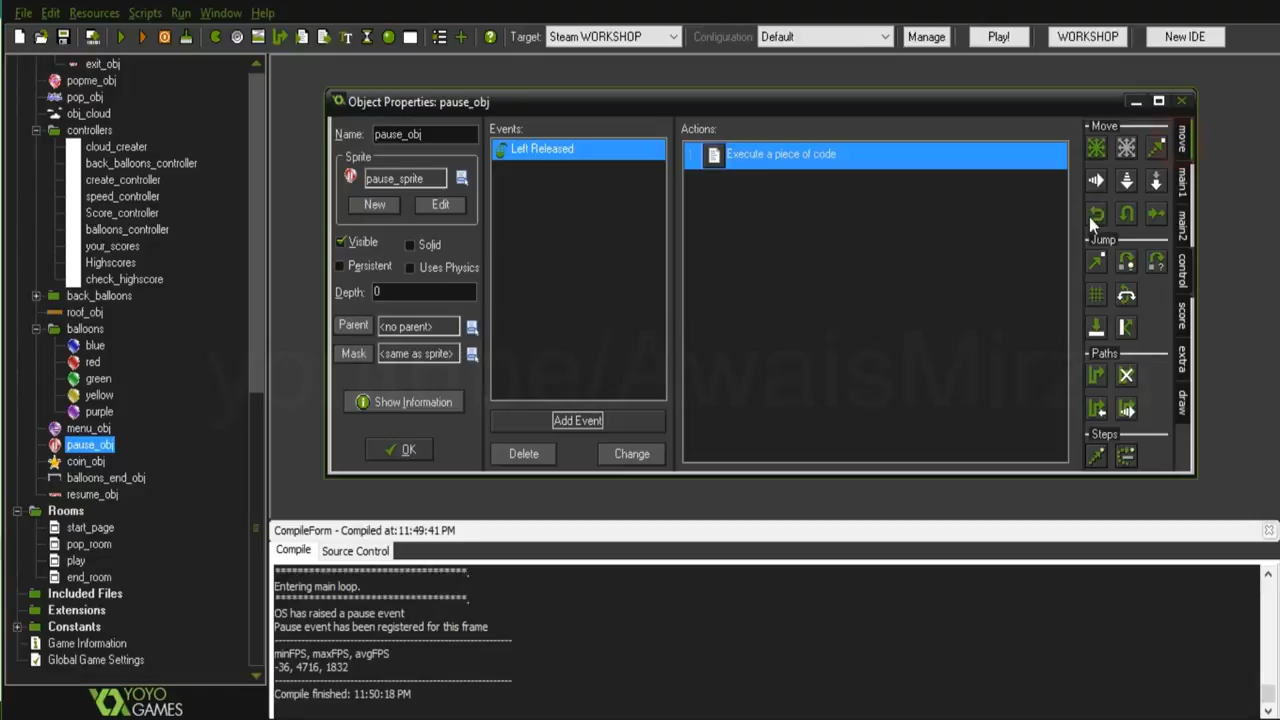 File Edit Resources Scripts Run Window Help
Target: Steam WORKSHOP Configuration: Default Manage Play! WORKSHOP New IDE
exit_obj
popme_obj
pop_obj
obj_cloud
controllers
cloud_creater
back_balloons_controller
create_controller
speed_controller
Score_controller
balloons_controller
your_scores
Highscores
check_highscore
back_balloons
roof_obj
balloons
blue
red
green
yellow
purple
menu_obj
pause_obj
coin_obj
balloons_end_obj
resume_obj
Rooms
start_page
pop_room
play
end_room
Included Files
Extensions
Constants
Game Information
Global Game Settings
YOYO
GAMES
Object Properties: pause_obj
Name: pause_obj
Sprite
pause_sprite
New Edit
Visible Solid
Persistent Uses Physics
Depth: 0
Parent <no parent>
Mask <same as sprite>
Show Information
OK
Events:
Left Released
Add Event
Delete Change
Actions:
1 Execute a piece of code
Move
Jump
Paths
Steps
move
main1
main2
control
score
extra
draw
CompileForm - Compiled at:11:49:41 PM
Compile Source Control
***********************************.
Entering main loop.
***********************************.
OS has raised a pause event
Pause event has been registered for this frame
--------------------------------------------------------------
minFPS, maxFPS, avgFPS
-36, 4716, 1832
--------------------------------------------------------------
Compile finished: 11:50:18 PM